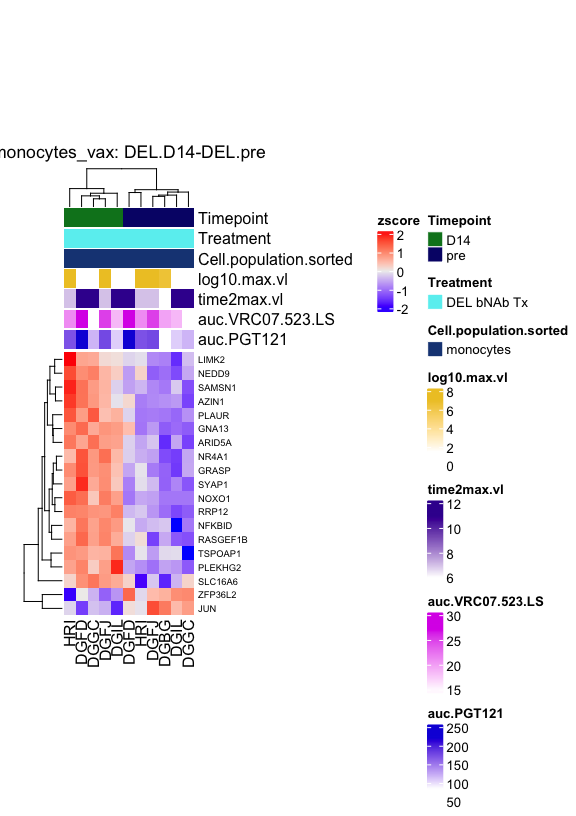 monocytes_vax: DEL.D14-DEL.pre
Timepoint
Treatment
Cell.population.sorted
log10.max.vl
time2max.vl
auc.VRC07.523.LS
auc.PGT121
LIMK2
NEDD9
SAMSN1
AZIN1
PLAUR
GNA13
ARID5A
NR4A1
GRASP
SYAP1
NOXO1
RRP12
NFKBID
RASGEF1B
TSPOAP1
PLEKHG2
SLC16A6
ZFP36L2
JUN
HRI
DGFD
DGGC
DGFJ
DGIL
DGFD
HRI
DGFJ
DGBG
DGIL
DGGC
zscore
2
1
0
-1
-2
Timepoint
D14
pre
Treatment
DEL bNAb Tx
Cell.population.sorted
monocytes
log10.max.vl
8
6
4
2
0
time2max.vl
12
10
8
6
auc.VRC07.523.LS
30
25
20
15
auc.PGT121
250
200
150
100
50